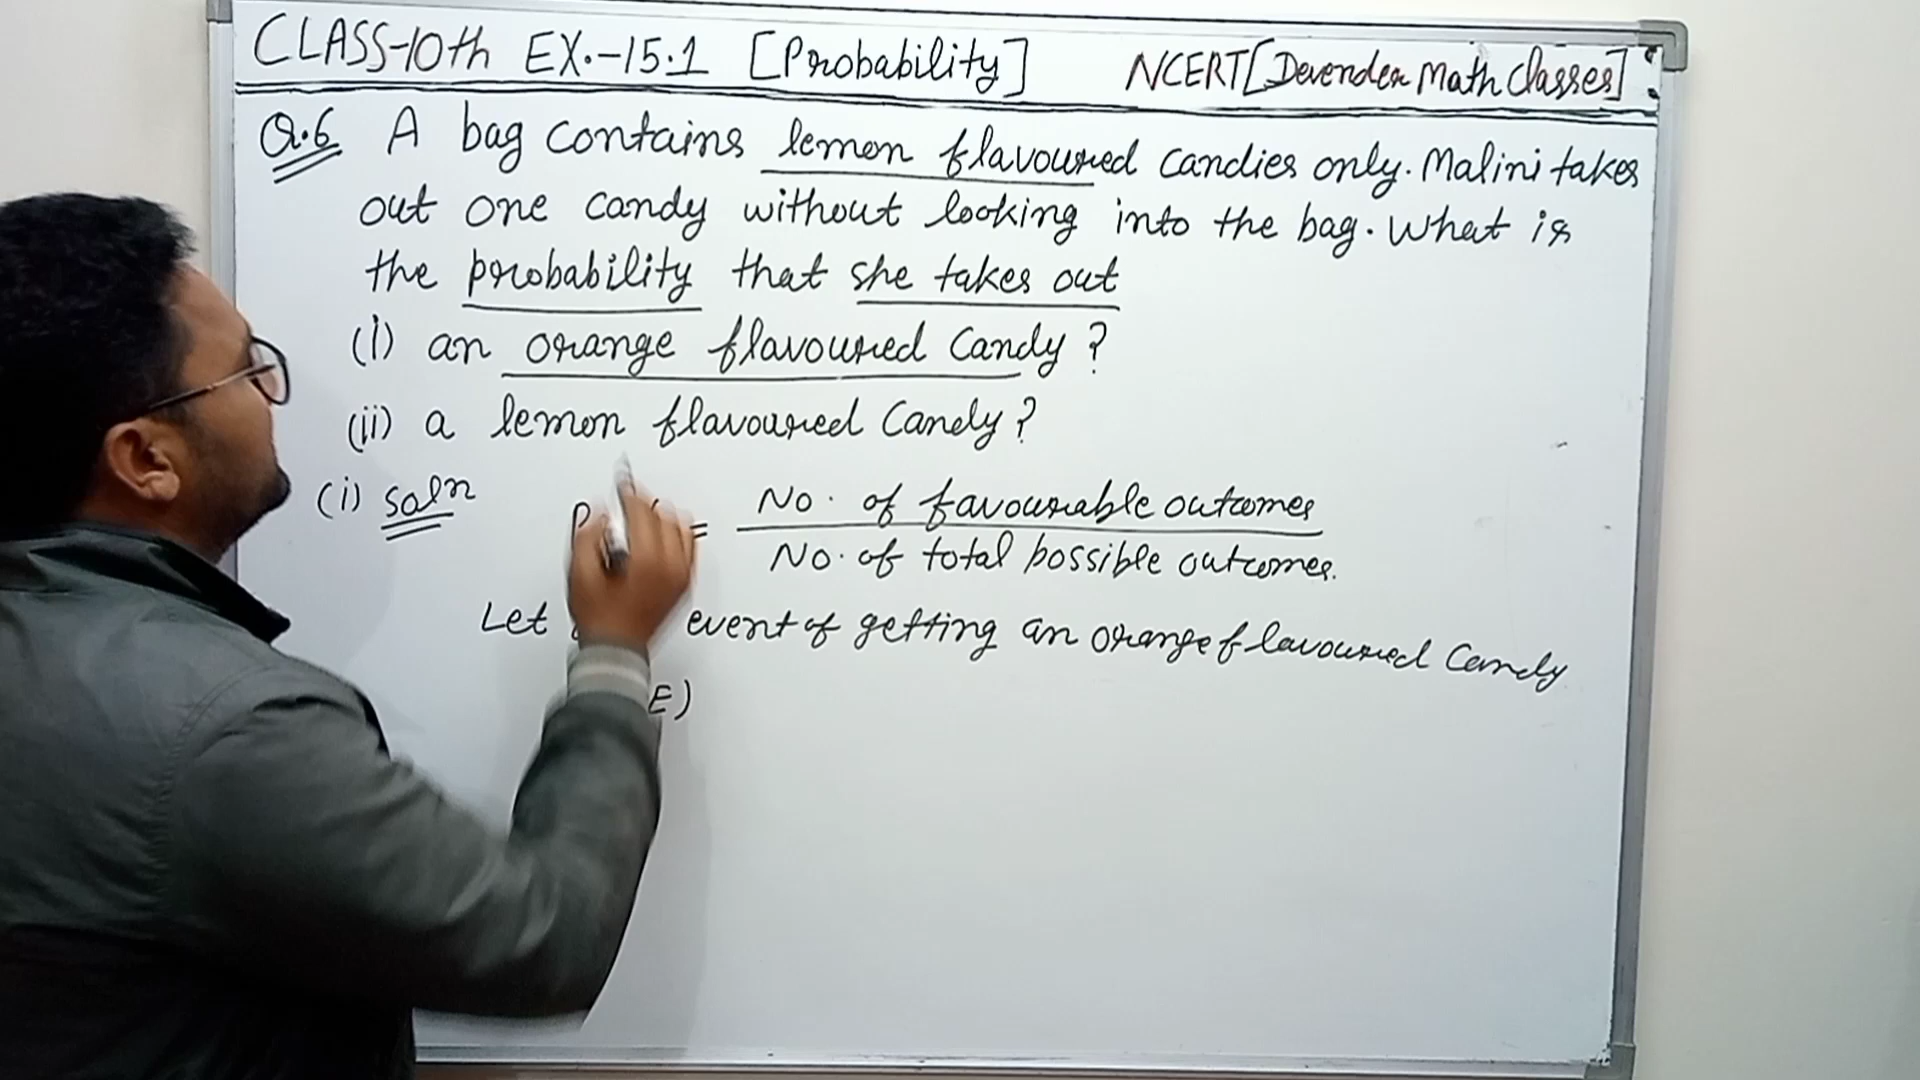 CLASS-10th EX.-15.1 [Probability] NCERT[Devender Math Classes]
Q.6 A bag contains lemon flavoured candies only. Malini takes
out one candy without looking into the bag. What is
the probability that she takes out
(i) an orange flavoured Candy?
(ii) a lemon flavoured Candy?
(i) Soln
= No. of favourable outcomes
No. of total possible outcomes.
Let event of getting an orange flavoured Candy
E)